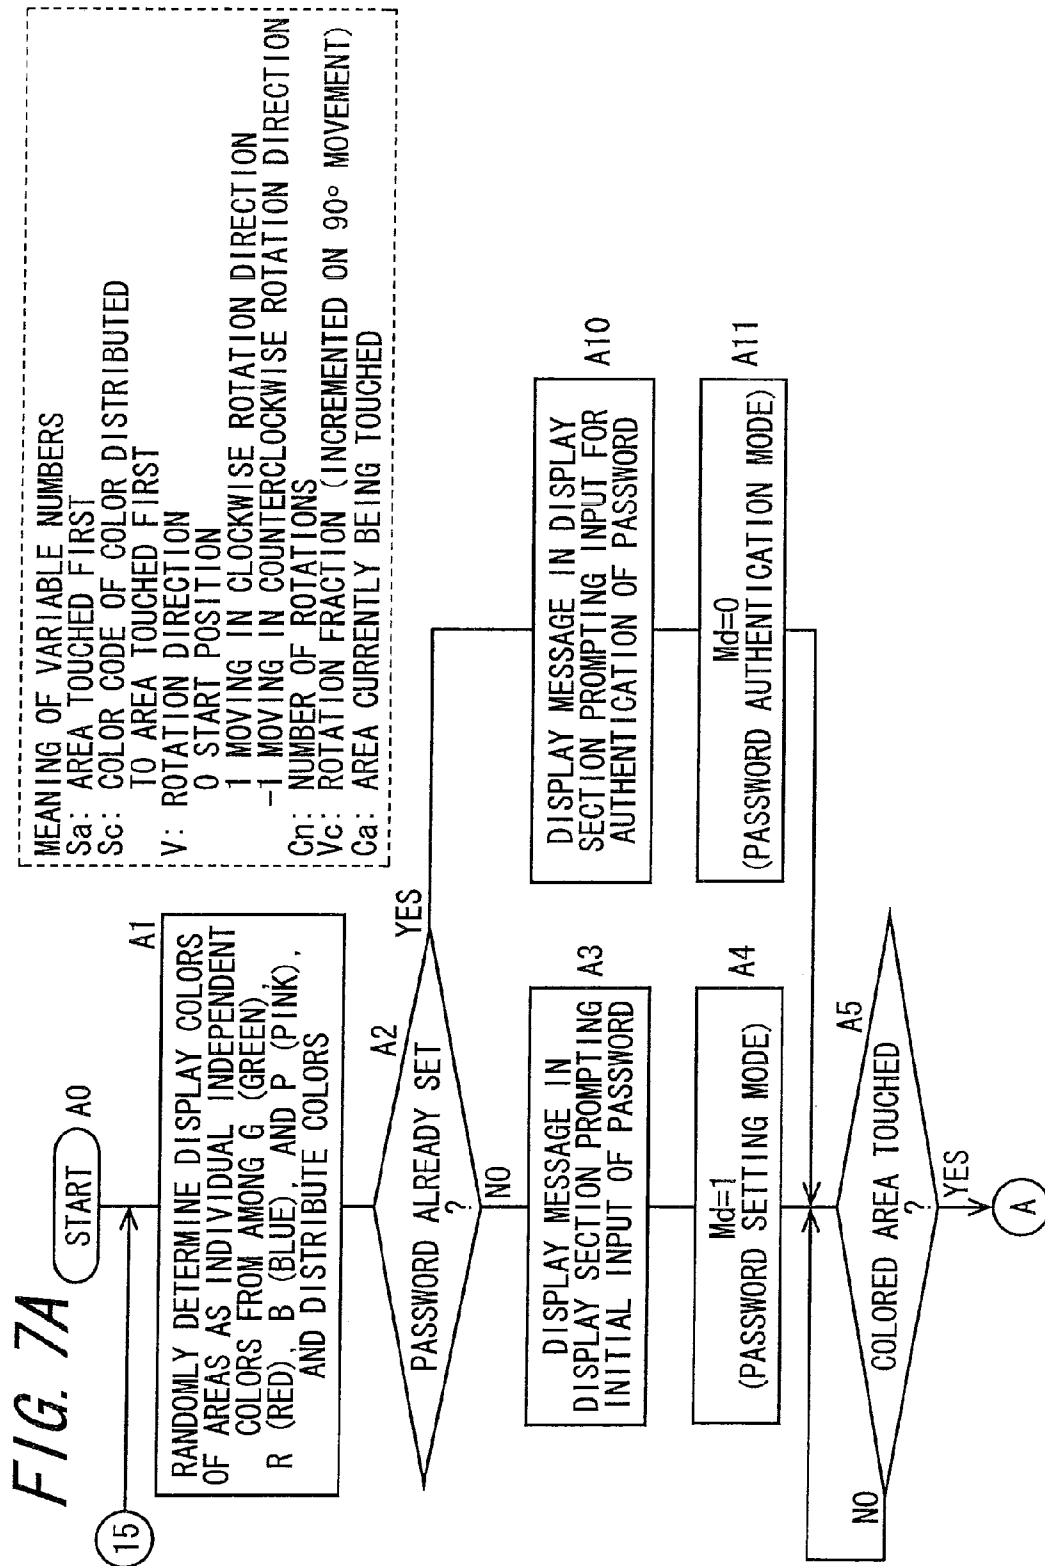 FIG. 7A
15
START
A0
A1
RANDOMLY DETERMINE DISPLAY COLORS
OF AREAS AS INDIVIDUAL INDEPENDENT
COLORS FROM AMONG G (GREEN),
R (RED), B (BLUE), AND P (PINK),
AND DISTRIBUTE COLORS
MEANING OF VARIABLE NUMBERS
Sa: AREA TOUCHED FIRST
Sc: COLOR CODE OF COLOR DISTRIBUTED
TO AREA TOUCHED FIRST
V: ROTATION DIRECTION
0 START POSITION
1 MOVING IN CLOCKWISE ROTATION DIRECTION
-1 MOVING IN COUNTERCLOCKWISE ROTATION DIRECTION
Cn: NUMBER OF ROTATIONS
Vc: ROTATION FRACTION (INCREMENTED ON 90° MOVEMENT)
Ca: AREA CURRENTLY BEING TOUCHED
A2
PASSWORD ALREADY SET
?
YES
NO
DISPLAY MESSAGE IN
DISPLAY SECTION PROMPTING
INITIAL INPUT OF PASSWORD
A3
DISPLAY MESSAGE IN DISPLAY
SECTION PROMPTING INPUT FOR
AUTHENTICATION OF PASSWORD
A10
Md=1
(PASSWORD SETTING MODE)
A4
Md=0
(PASSWORD AUTHENTICATION MODE)
A11
A5
COLORED AREA TOUCHED
?
NO
YES
A